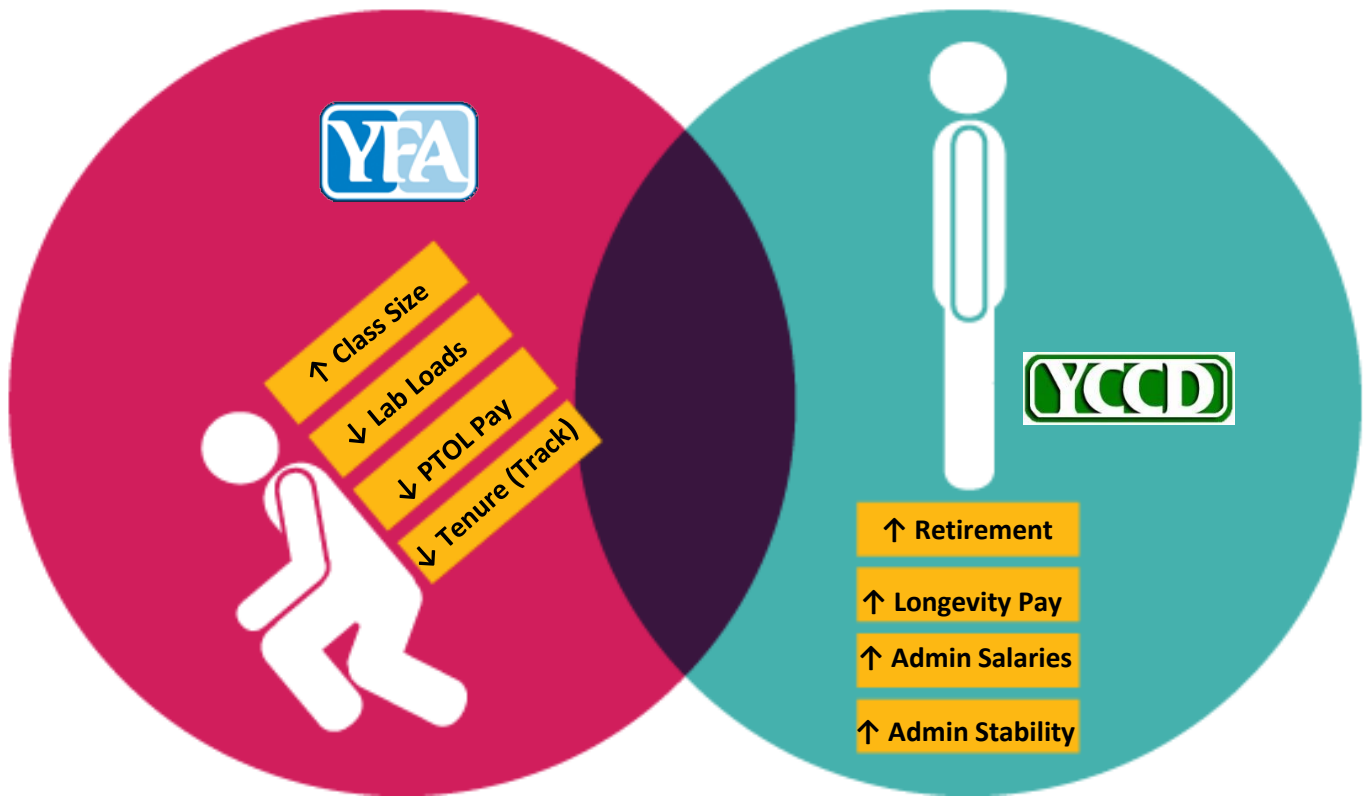 YFA
↑ Class Size
↓ Lab Loads
↓ PTOL Pay
↓ Tenure (Track)
YCCD
↑ Retirement
↑ Longevity Pay
↑ Admin Salaries
↑ Admin Stability